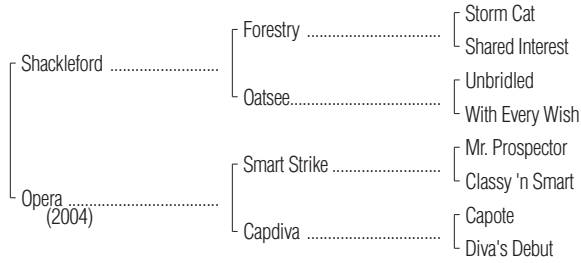 Storm Cat
Forestry ..................................
Shared Interest
Shackleford ...........................
Unbridled
Oatsee.................................
With Every Wish
Mr. Prospector
Smart Strike ..........................
Classy 'n Smart
Opera ..................................
(2004)
Capote
Capdiva ................................
Diva's Debut